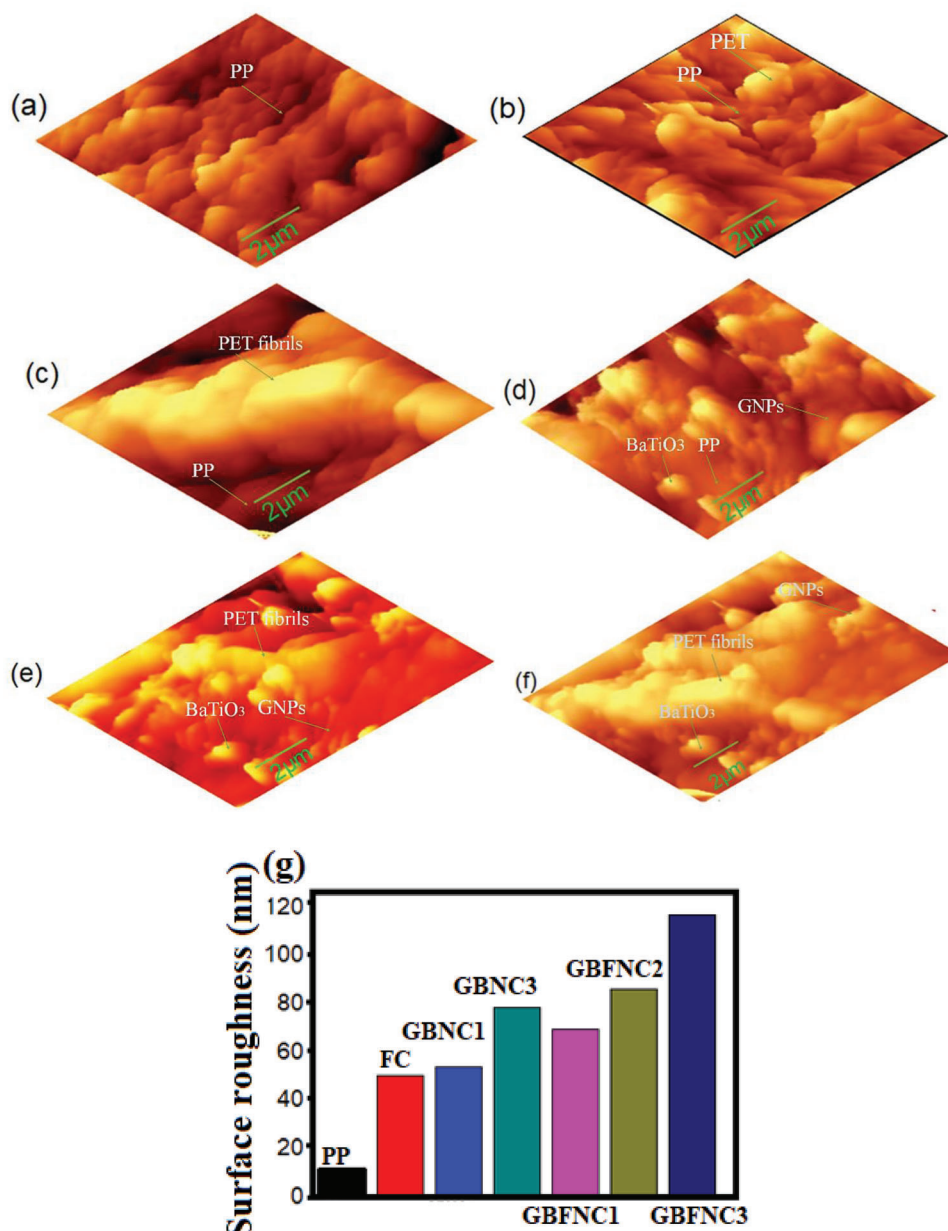 (a)
PP
2μm
(b)
PET
PP
2μm
(c)
PET fibrils
PP
2μm
(d)
GNPs
BaTiO3
PP
2μm
(e)
PET fibrils
BaTiO3
GNPs
2μm
(f)
GNPs
PET fibrils
BaTiO3
2μm
(g)
Surface roughness (nm)
120
100
80
60
40
20
0
PP
FC
GBNC1
GBNC3
GBFNC1
GBFNC2
GBFNC3